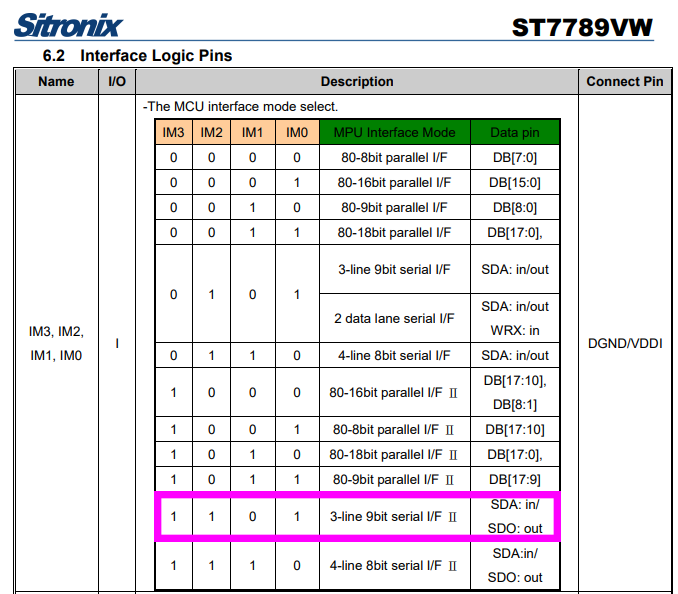 Sitronix
ST7789VW
6.2 Interface Logic Pins
Name I/O Description Connect Pin
-The MCU interface mode select.
IM3 IM2 IM1 IM0 MPU Interface Mode Data pin
0 0 0 0 80-8bit parallel I/F DB[7:0]
0 0 0 1 80-16bit parallel I/F DB[15:0]
0 0 1 0 80-9bit parallel I/F DB[8:0]
0 0 1 1 80-18bit parallel I/F DB[17:0],
0 1 0 1 3-line 9bit serial I/F SDA: in/out
2 data lane serial I/F SDA: in/out
WRX: in
0 1 1 0 4-line 8bit serial I/F SDA: in/out
1 0 0 0 80-16bit parallel I/F Ⅱ DB[17:10],
DB[8:1]
1 0 0 1 80-8bit parallel I/F Ⅱ DB[17:10]
1 0 1 0 80-18bit parallel I/F Ⅱ DB[17:0],
1 0 1 1 80-9bit parallel I/F Ⅱ DB[17:9]
1 1 0 1 3-line 9bit serial I/F Ⅱ SDA: in/
SDO: out
1 1 1 0 4-line 8bit serial I/F Ⅱ SDA:in/
SDO: out
IM3, IM2,
IM1, IM0
I
DGND/VDDI